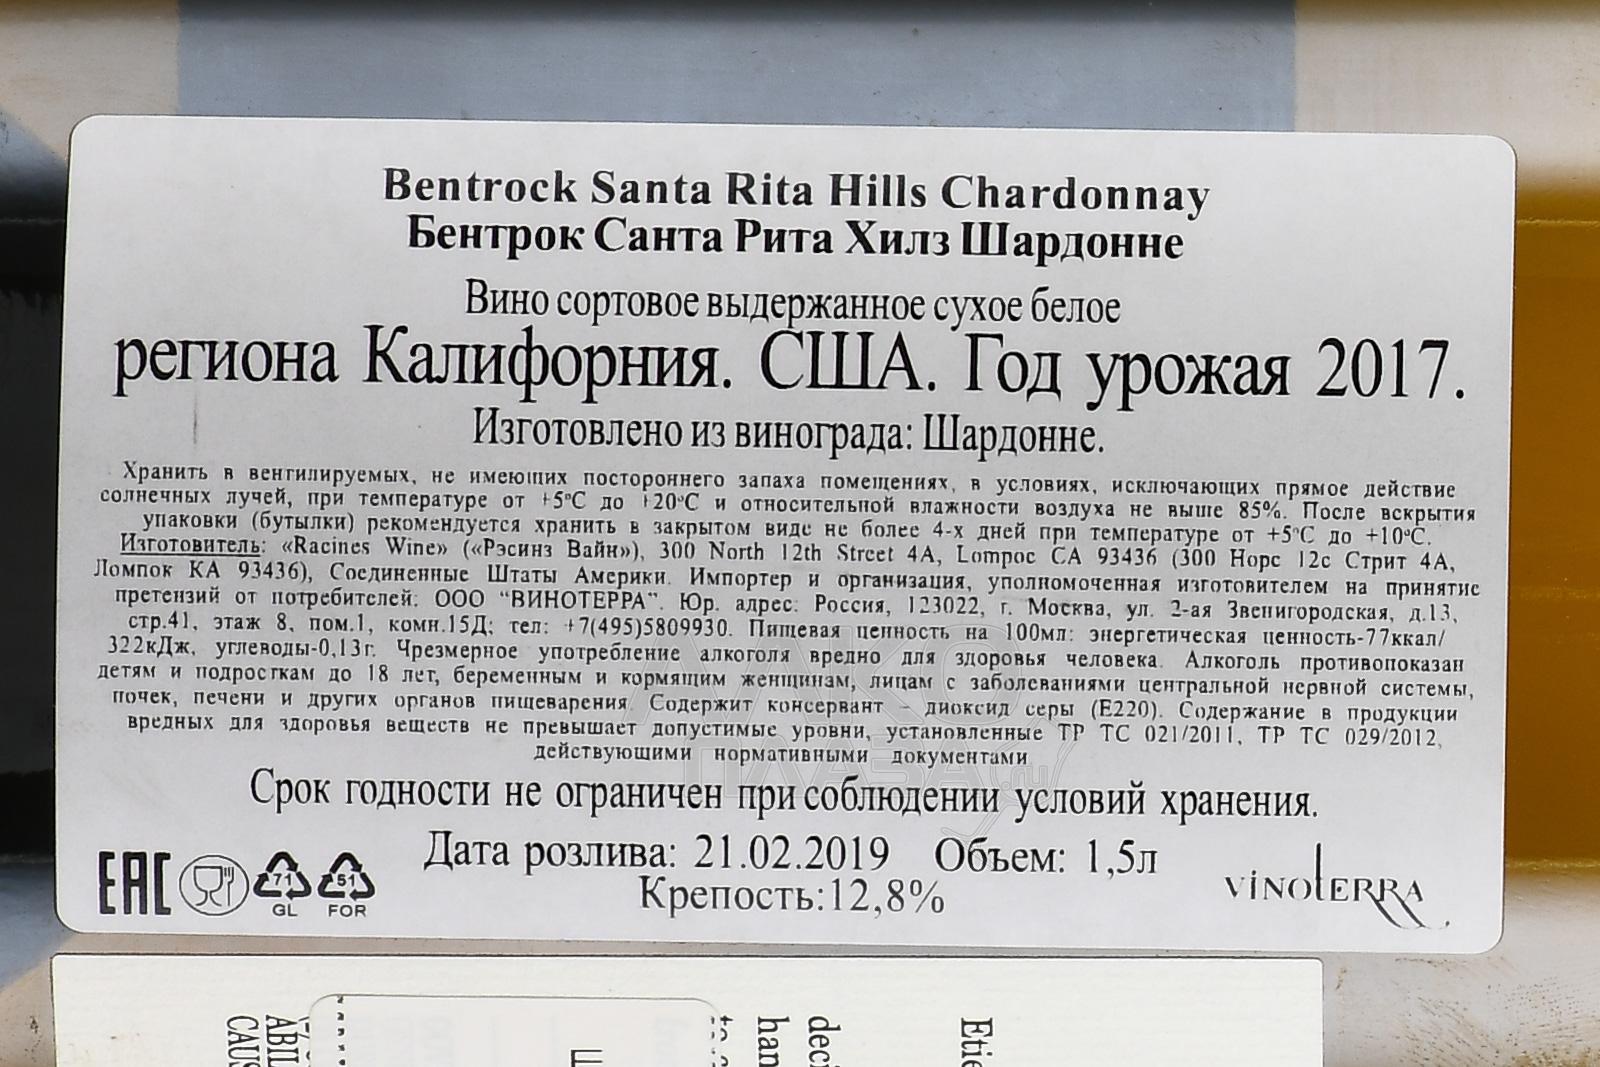 Bentrock Santa Rita Hills Chardonnay
Бентрок Санта Рита Хилз Шардонне
Вино сортовое выдержанное сухое белое
региона Калифорния. США. Год урожая 2017.
Изготовлено из винограда: Шардонне.
Хранить в вентилируемых, не имеющих постороннего запаха помещениях, в условиях, исключающих прямое действие
солнечных лучей, при температуре от +5°С до +20°С и относительной влажности воздуха не выше 85%. После вскрытия
упаковки (бутылки) рекомендуется хранить в закрытом виде не более 4-х дней при температуре от +5°С до +10°С.
Изготовитель: «Racines Wine» («Рэсинз Вайн»), 300 North 12th Street 4A, Lompoc CA 93436 (300 Норс 12с Стрит 4А,
Ломпок КА 93436), Соединенные Штаты Америки. Импортер и организация, уполномоченная изготовителем на принятие
претензий от потребителей: ООО "ВИНОТЕРРА". Юр. адрес: Россия, 123022, г. Москва, ул. 2-ая Звенигородская, д.13,
стр.41, этаж 8, пом.1, комн.15Д; тел: +7(495)5809930. Пищевая ценность на 100мл: энергетическая ценность-77ккал/
322кДж, углеводы-0,13г. Чрезмерное употребление алкоголя вредно для здоровья человека. Алкоголь противопоказан
детям и подросткам до 18 лет, беременным и кормящим женщинам, лицам с заболеваниями центральной нервной системы,
почек, печени и других органов пищеварения. Содержит консервант – диоксид серы (Е220). Содержание в продукции
вредных для здоровья веществ не превышает допустимые уровни, установленные ТР ТС 021/2011, ТР ТС 029/2012,
действующими нормативными документами
Срок годности не ограничен при соблюдении условий хранения.
Дата розлива: 21.02.2019 Объем: 1,5л
Крепость:12,8%
EAC
71
GL
51
FOR
VINOTERRA
АЛКО
ПЛАЗА.ru
Etie
deci
han
ABIL
CAUS